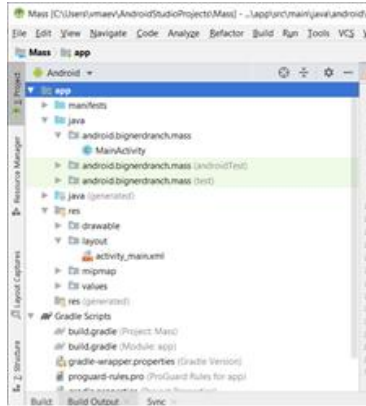 Mass [C:\Users\vmaev\AndroidStudioProjects\Mass] - ...\app\src\main\java\android\
File Edit View Navigate Code Analyze Refactor Build Run Tools VCS
Mass app
1: Project
Android
app
manifests
java
android.bignerdranch.mass
MainActivity
android.bignerdranch.mass (androidTest)
android.bignerdranch.mass (test)
java (generated)
Resource Manager
res
drawable
layout
activity_main.xml
mipmap
values
res (generated)
Layout Captures
Gradle Scripts
build.gradle (Project: Mass)
build.gradle (Module: app)
gradle-wrapper.properties (Gradle Version)
proguard-rules.pro (ProGuard Rules for app)
Z: Structure
Build: Build Output Sync